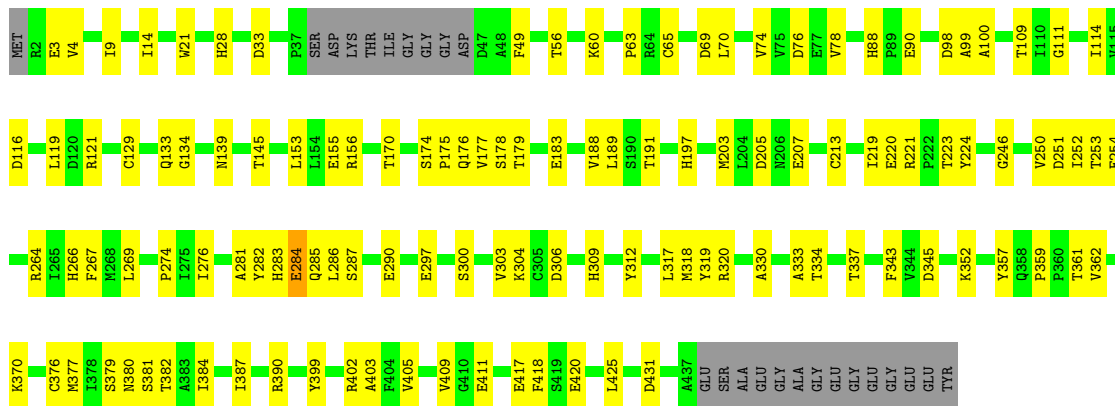 MET R2 E3 V4 I9 I14 W21 H28 D33 P37 SER ASP LYS THR ILE GLY GLY GLY ASP D47 A48 F49 T56 K60 P63 R64 C65 D69 L70 V74 V75 D76 E77 V78 H88 P89 E90 D98 A99 A100 T109 I110 G111 I114 V115
D116 L119 D120 R121 C129 Q133 G134 N139 T145 L153 L154 E155 R156 T170 S174 P175 Q176 V177 S178 T179 E183 V188 L189 S190 T191 H197 M203 L204 D205 N206 E207 C213 I219 E220 R221 P222 T223 Y224 G246 V250 D251 I252 T253 E254
R264 I265 H266 F267 M268 L269 P274 I275 I276 A281 Y282 H283 E284 Q285 L286 S287 E290 E297 S300 V303 K304 C305 D306 H309 Y312 L317 M318 Y319 R320 A330 A333 T334 T337 F343 V344 D345 K352 Y357 Q358 P359 P360 T361 V362
K370 C376 M377 I378 S379 N380 S381 T382 A383 I384 I387 R390 Y399 R402 A403 F404 V405 V409 G410 E411 E417 F418 S419 E420 L425 D431 A437 GLU SER ALA GLU GLY ALA GLY GLU GLY GLU GLY GLU GLU TYR